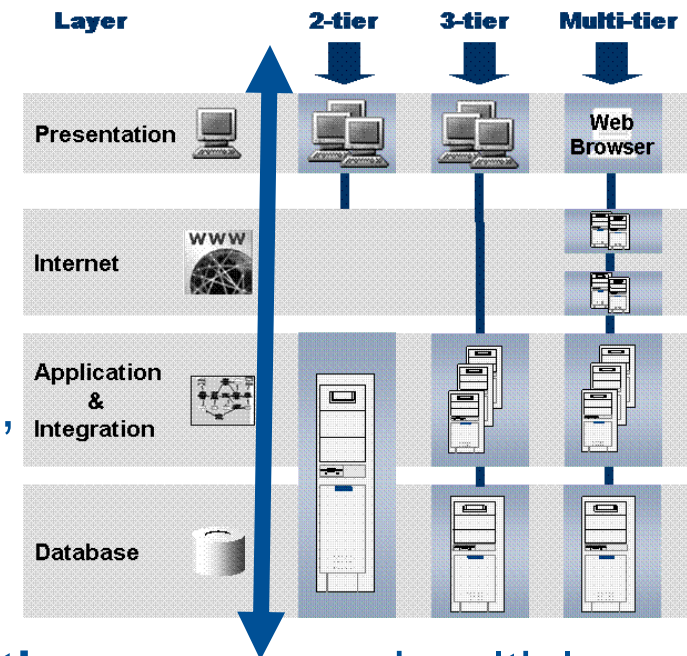 Layer 2-tier 3-tier Multi-tier
Presentation
Web
Browser
WWW
Internet
Application
&
Integration
,
Database